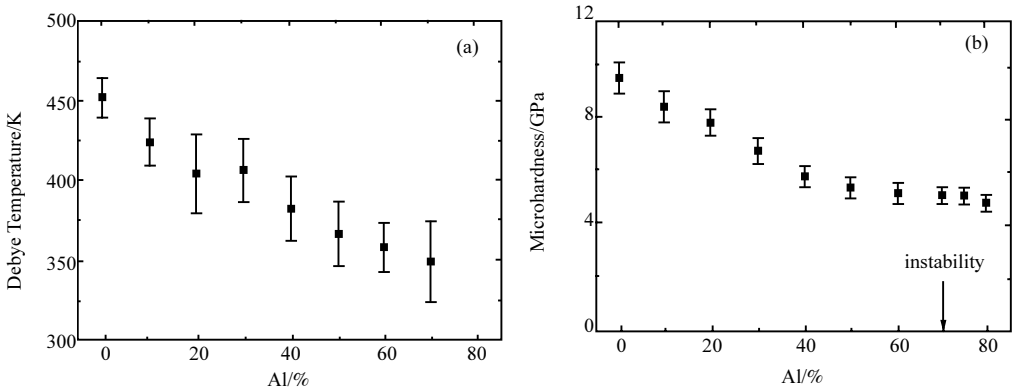 (a)
Debye Temperature/K
500
450
400
350
300
0 20 40 60 80
Al/%
(b)
Microhardness/GPa
12
8
4
0
instability
0 20 40 60 80
Al/%